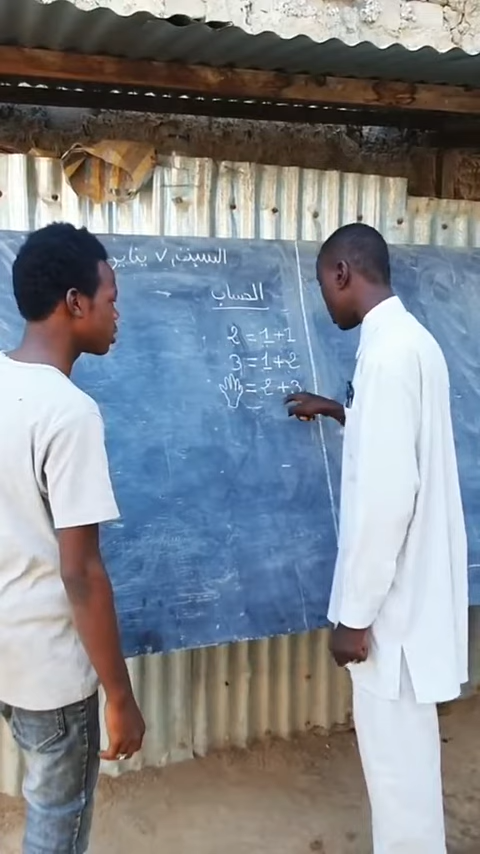 السبت, ٧ يناير
الحساب
2 = 1+1
3 = 1+2
= 2+3